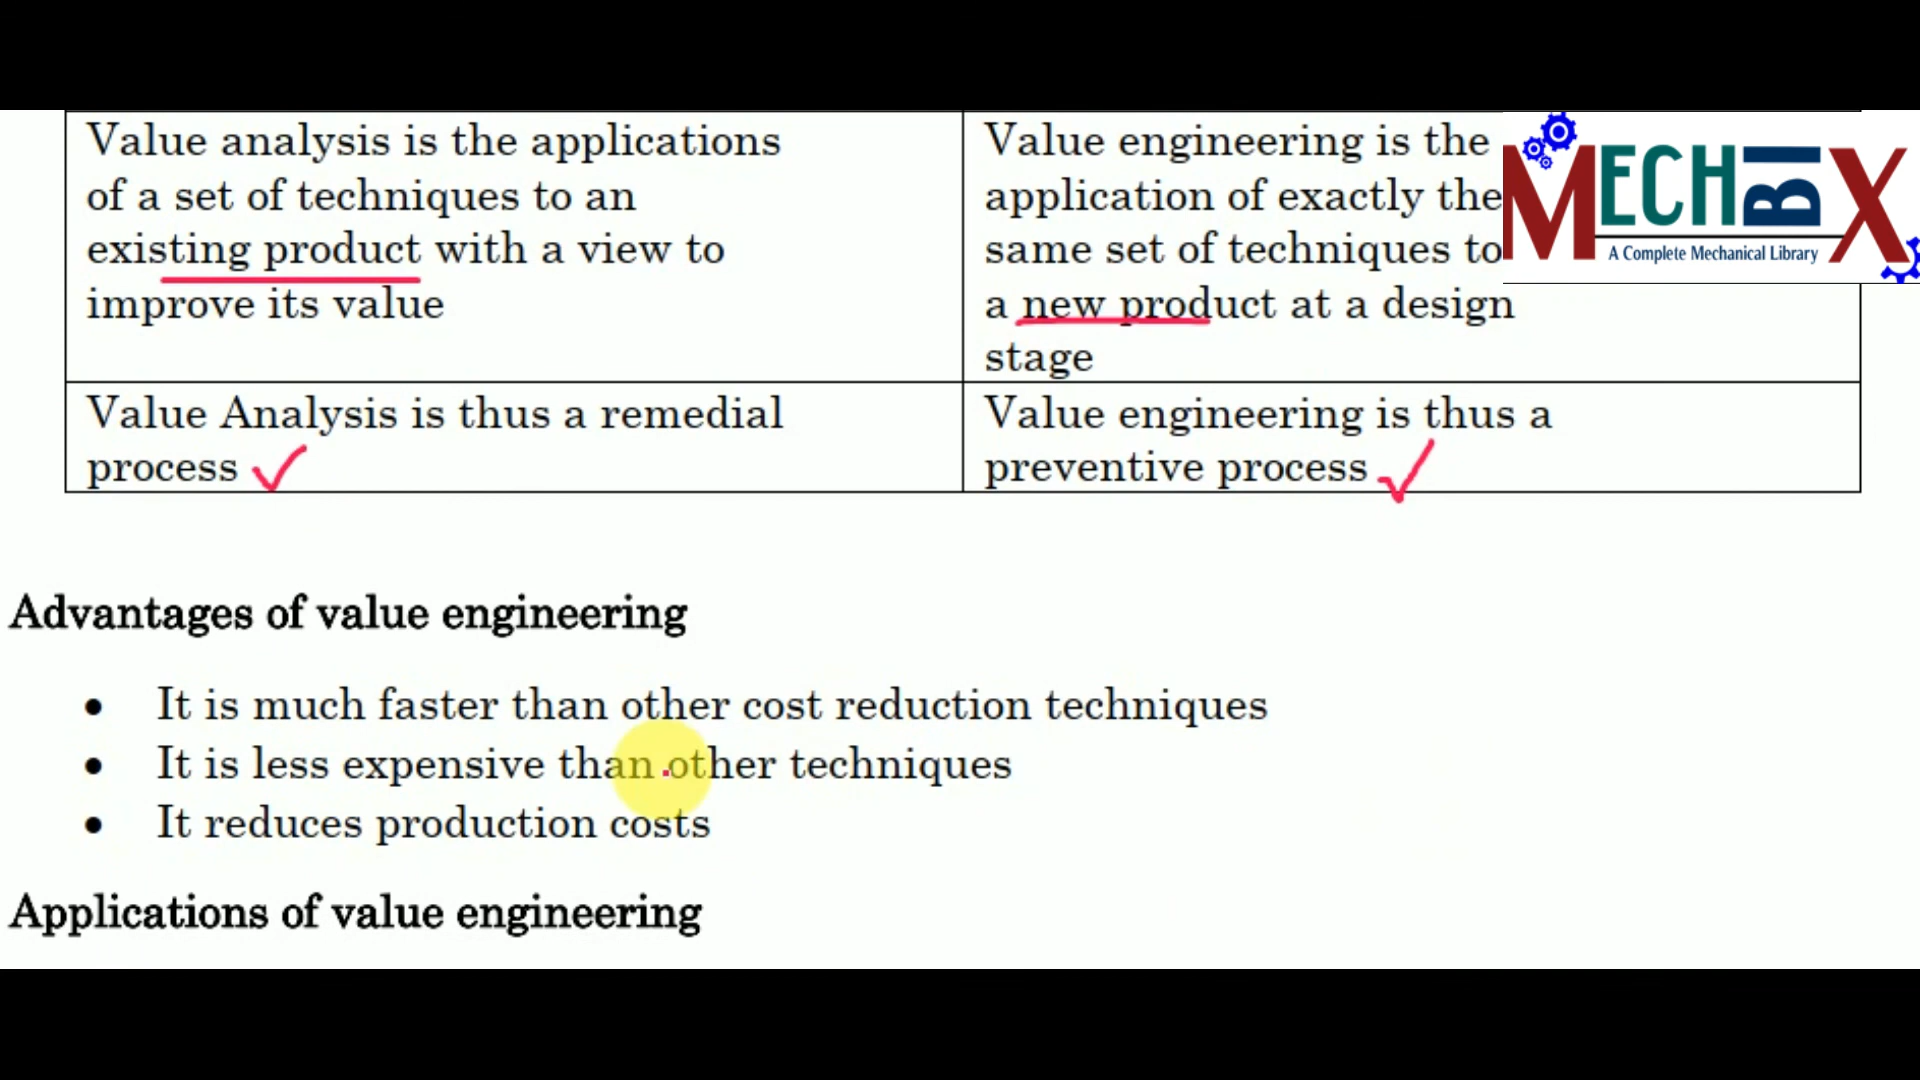 Value analysis is the applications
of a set of techniques to an
existing product with a view to
improve its value
Value engineering is the
application of exactly the
same set of techniques to
a new product at a design
stage
MECHBIX
A Complete Mechanical Library
Value Analysis is thus a remedial
process
Value engineering is thus a
preventive process
Advantages of value engineering
• It is much faster than other cost reduction techniques
• It is less expensive than other techniques
• It reduces production costs
Applications of value engineering